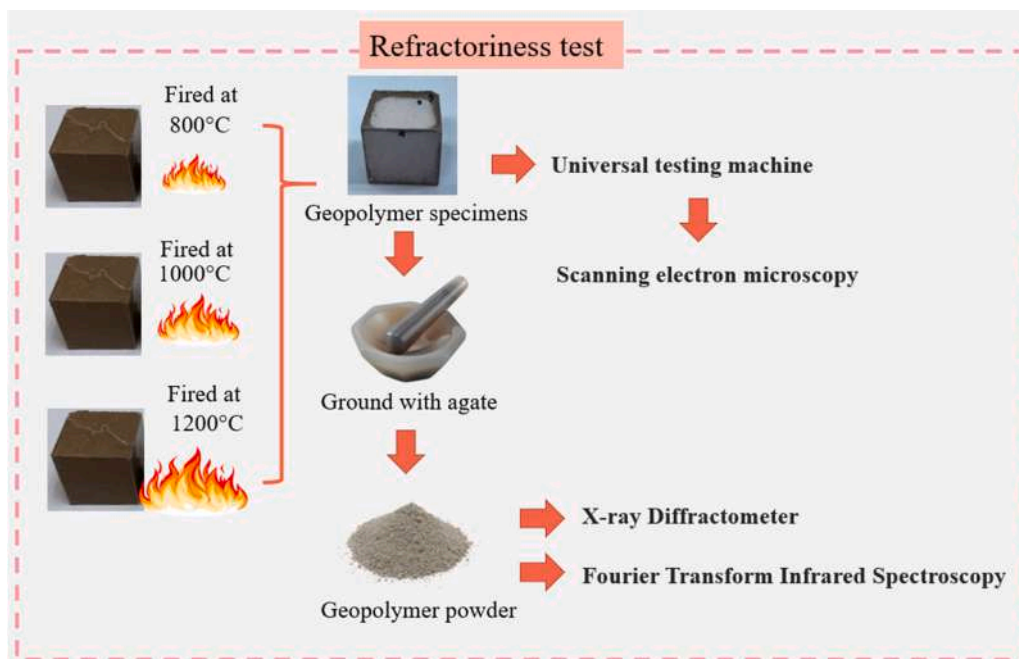 Refractoriness test
Fired at
800°C
Geopolymer specimens
Universal testing machine
Scanning electron microscopy
Fired at
1000°C
Ground with agate
Fired at
1200°C
Geopolymer powder
X-ray Diffractometer
Fourier Transform Infrared Spectroscopy